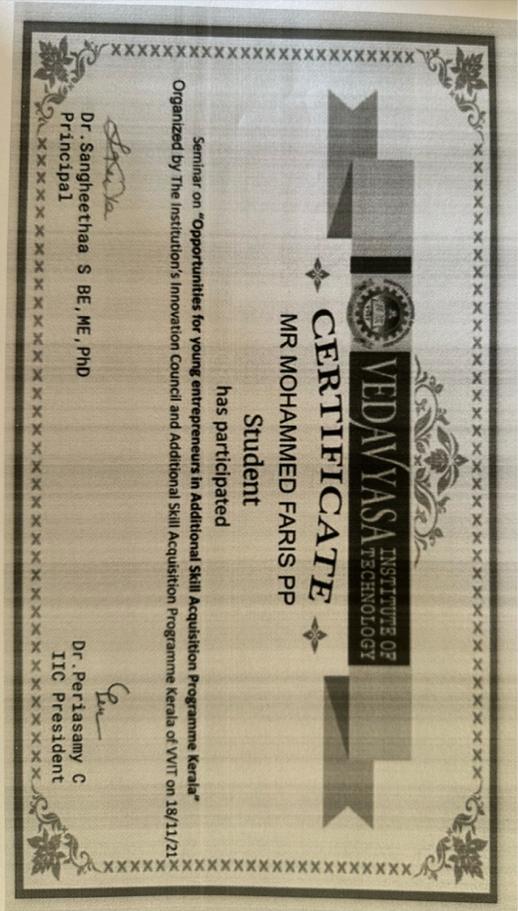 VEDAVYASA INSTITUTE OF TECHNOLOGY
CERTIFICATE
MR MOHAMMED FARIS PP
Student
has participated
Seminar on "Opportunities for young entrepreneurs in Additional Skill Acquisition Programme Kerala"
Organized by The Institution's Innovation Council and Additional Skill Acquisition Programme Kerala of VVIT on 18/11/21
Dr.Sangheethaa S BE,ME,PhD
Principal
Dr.Periasamy C
IIC President